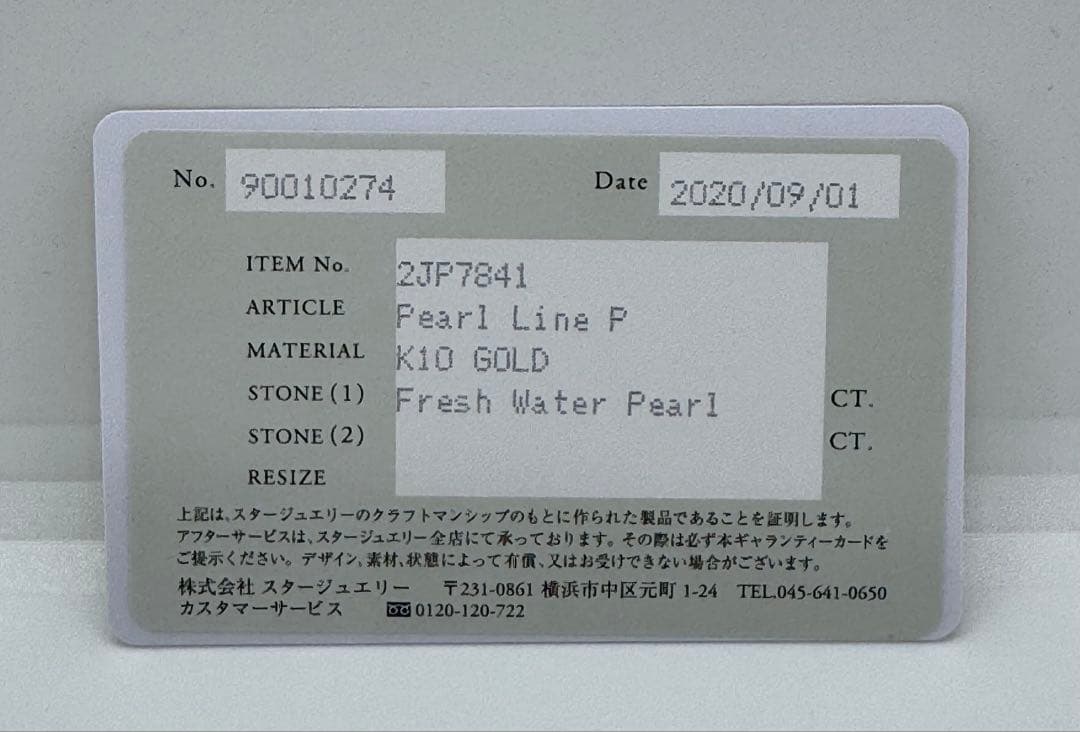 No. 90010274 Date 2020/09/01
ITEM No. 2JP7841
ARTICLE Pearl Line P
MATERIAL K10 GOLD
STONE (1) Fresh Water Pearl CT.
STONE (2) CT.
RESIZE
上記は、スタージュエリーのクラフトマンシップのもとに作られた製品であることを証明します。
アフターサービスは、スタージュエリー全店にて承っております。その際は必ず本ギャランティーカードを
ご提示ください。デザイン、素材、状態によって有償、又はお受けできない場合がございます。
株式会社 スタージュエリー 〒231-0861 横浜市中区元町 1-24 TEL.045-641-0650
カスタマーサービス 0120-120-722